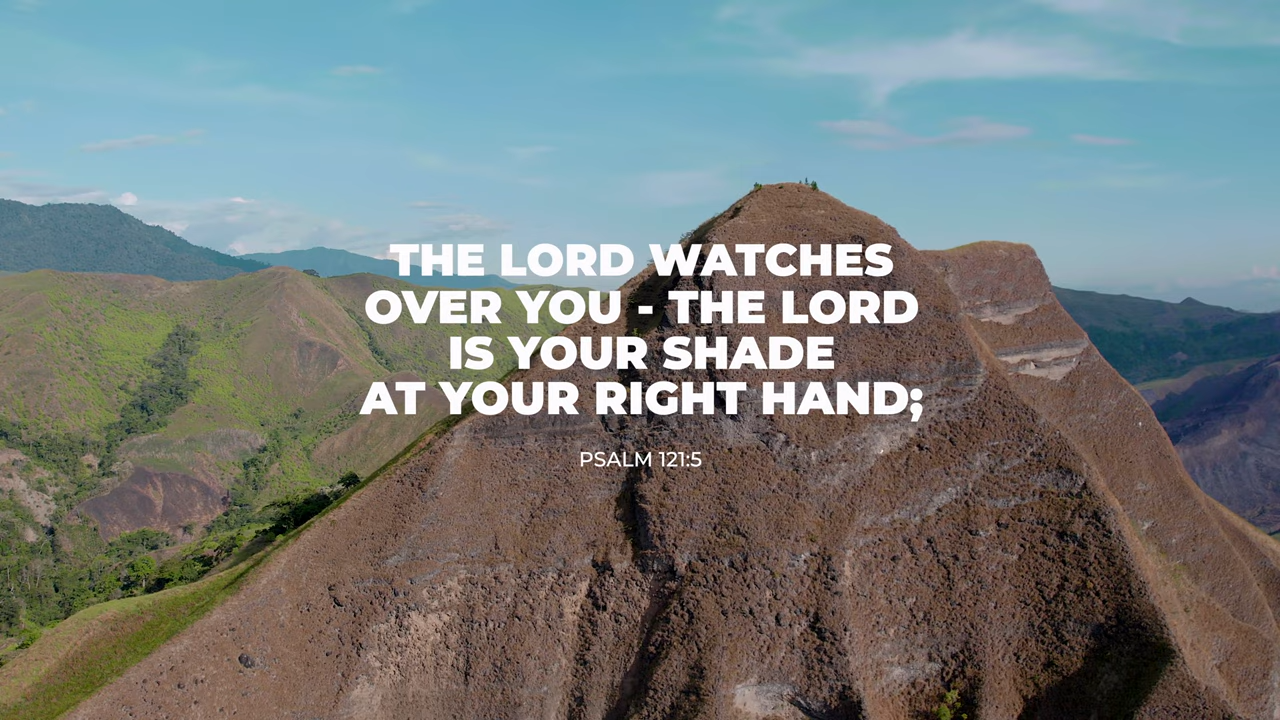 THE LORD WATCHES
OVER YOU - THE LORD
IS YOUR SHADE
AT YOUR RIGHT HAND;
PSALM 121:5